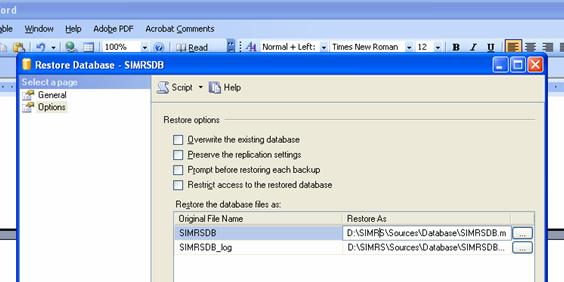 ord
able Window Help Adobe PDF Acrobat Comments
100% Read Normal + Left: Times New Roman 12 B I U
Restore Database - SIMRSDB
Select a page
General
Options
Script Help
Restore options
Overwrite the existing database
Preserve the replication settings
Prompt before restoring each backup
Restrict access to the restored database
Restore the database files as:
Original File Name Restore As
SIMRSDB D:\SIMRS\Sources\Database\SIMRSDB.m ...
SIMRSDB_log D:\SIMRS\Sources\Database\SIMRSDB... ...